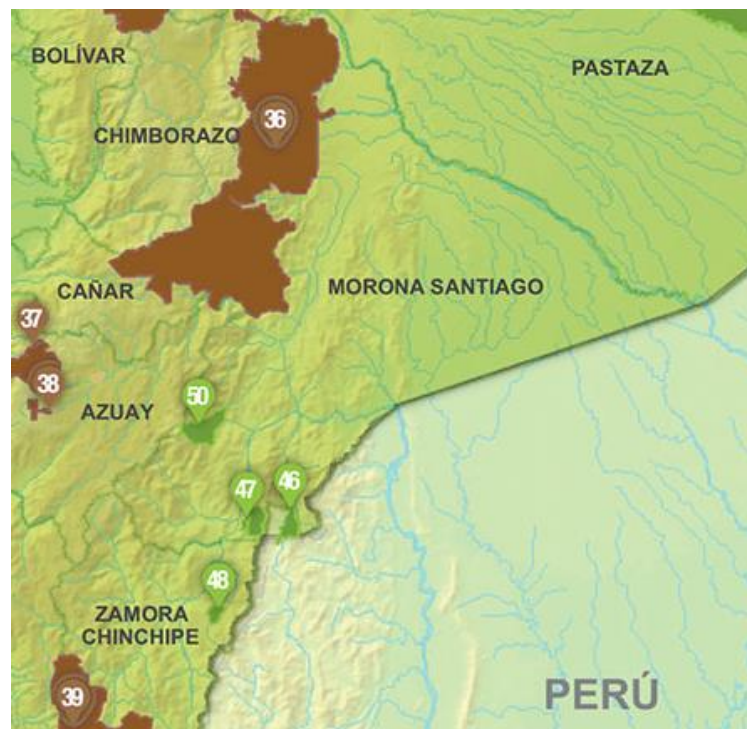 BOLÍVAR
PASTAZA
36
CHIMBORAZO
MORONA SANTIAGO
CAÑAR
37
38
50
AZUAY
47
46
48
ZAMORA
CHINCHIPE
39
PERÚ